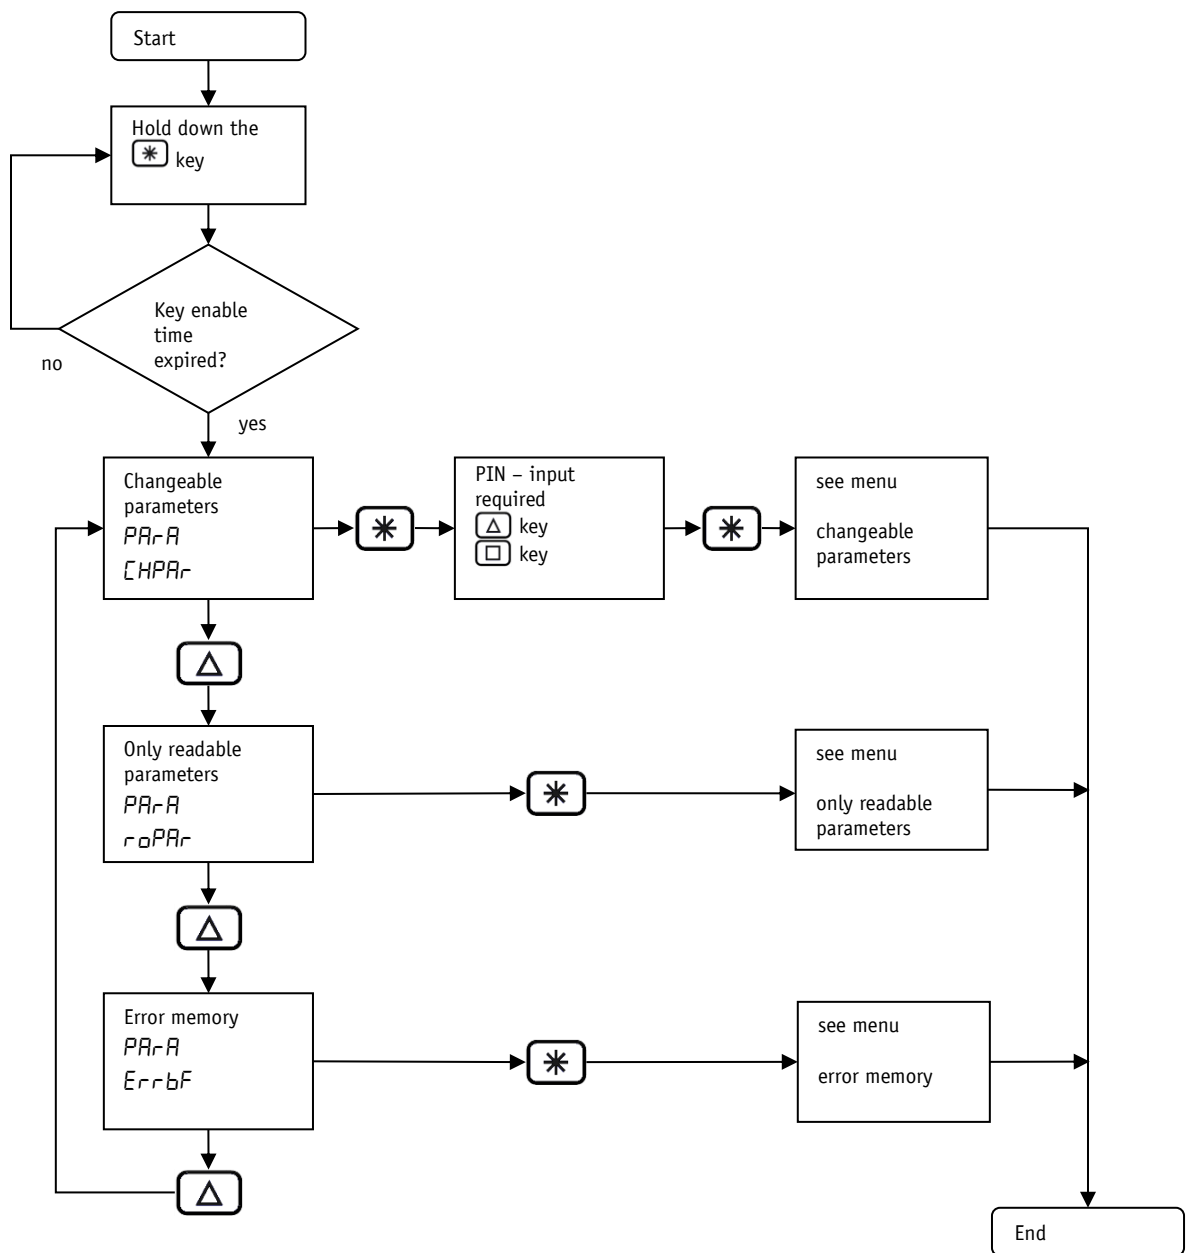 Start
Hold down the
key
Key enable
time
expired?
no
yes
Changeable
parameters
PArA
CHPAr
PIN – input
required
key
key
see menu
changeable
parameters
Only readable
parameters
PArA
roPAr
see menu
only readable
parameters
Error memory
PArA
ErrbF
see menu
error memory
End